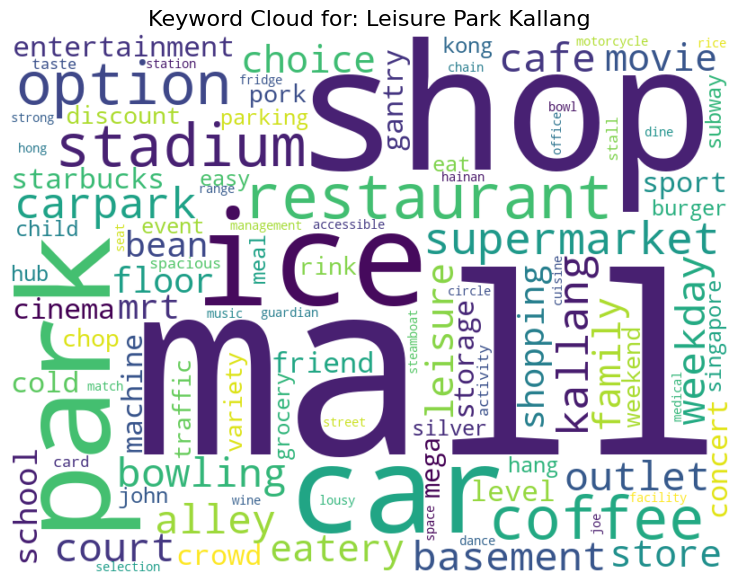 Keyword Cloud for: Leisure Park Kallang
entertainment
taste
station
option
strong
hong
choice
fridge
pork
discount
parking
stadium
shop
gantry
kong
chain
cafe
motorcycle
movie
rice
subway
bowl
office
stall
dine
eat
hainan
sport
burger
starbucks
easy
range
carpark
restaurant
child
event
management
accessible
seat
bean
supermarket
hub
spacious
floor
meal
rink
ice
cinema
mrt
music
guardian
circle
cuisine
park
mall
chop
cold
match
machine
traffic
variety
friend
grocery
street
steamboat
leisure
storage
activity
shopping
kallang
family
weekend
weekday
medical
singapore
silver
school
card
john
bowling
wine
lousy
car
mega
space
hang
level
outlet
facility
concert
alley
coffee
joe
court
crowd
eatery
dance
basement
store
selection